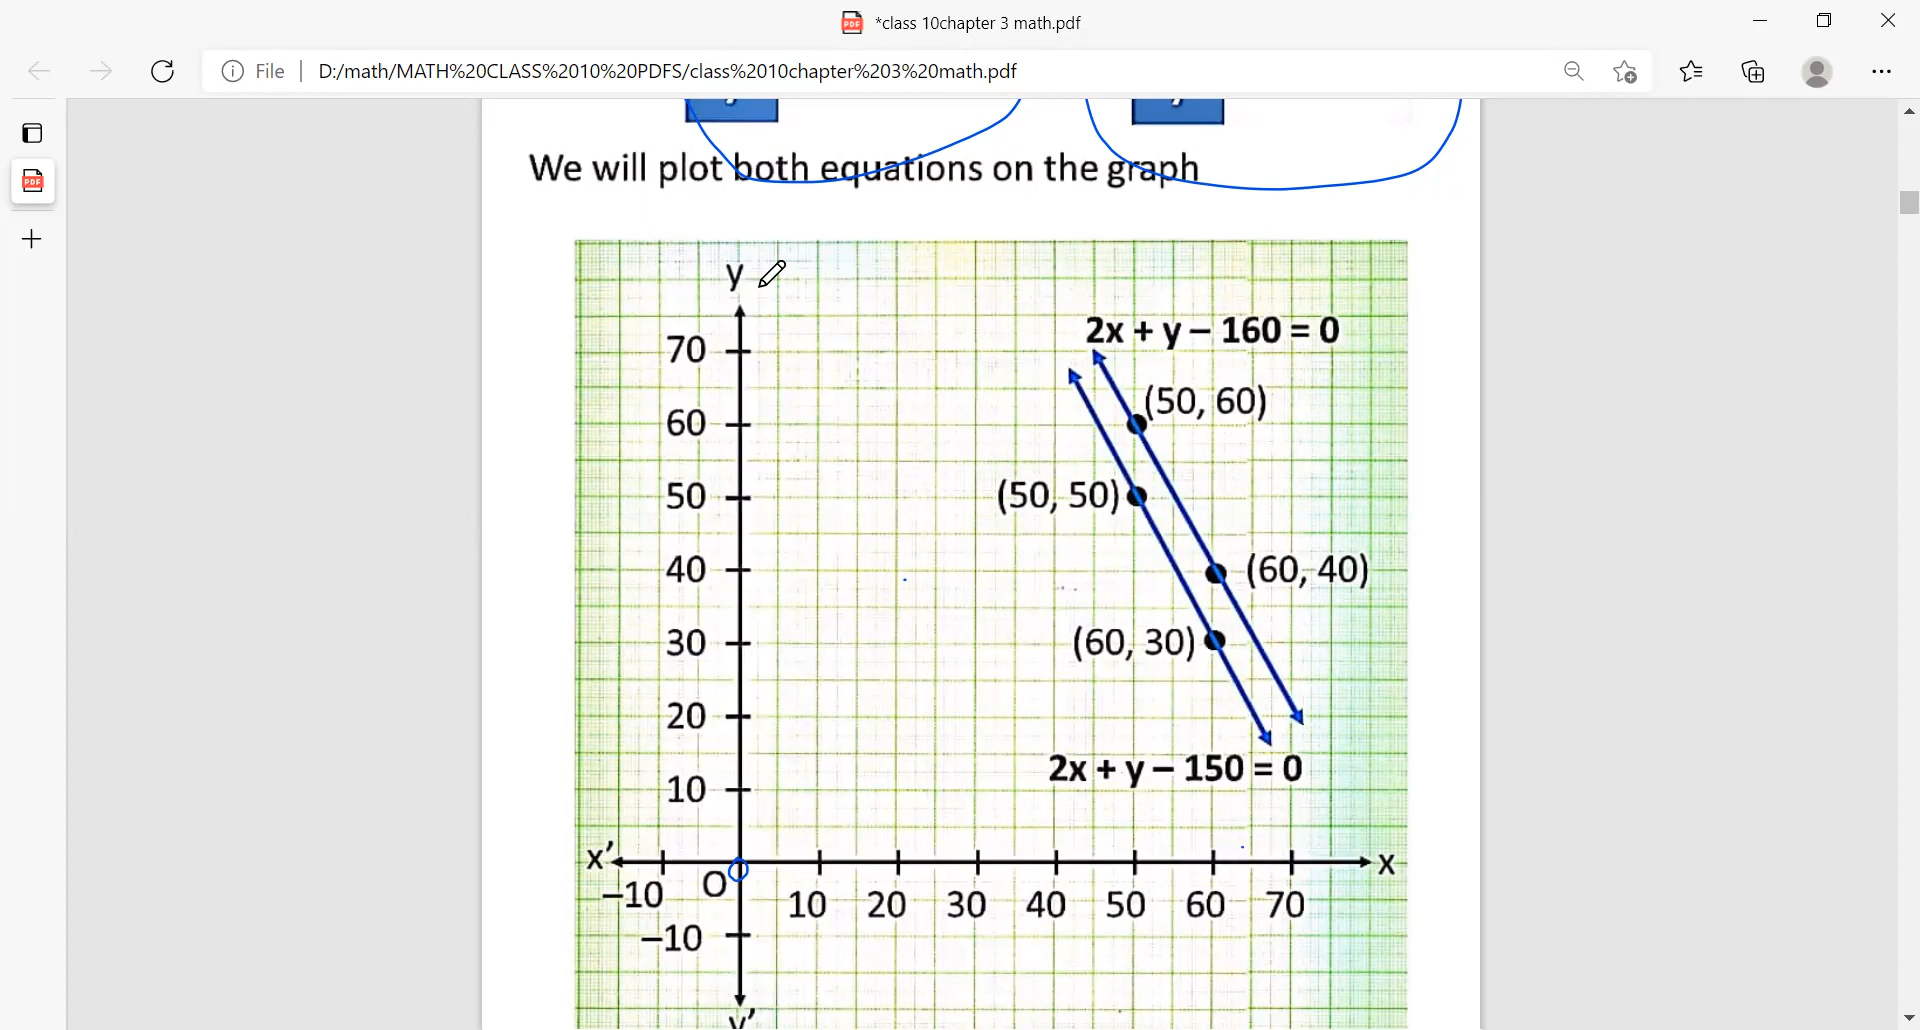 *class 10chapter 3 math.pdf
File | D:/math/MATH%20CLASS%2010%20PDFS/class%2010chapter%203%20math.pdf
We will plot both equations on the graph
y
2x + y – 160 = 0
70
(50, 60)
60
(50, 50)
50
(60, 40)
40
(60, 30)
30
20
2x + y – 150 = 0
10
x′
x
–10
O
10 20 30 40 50 60 70
–10
y′